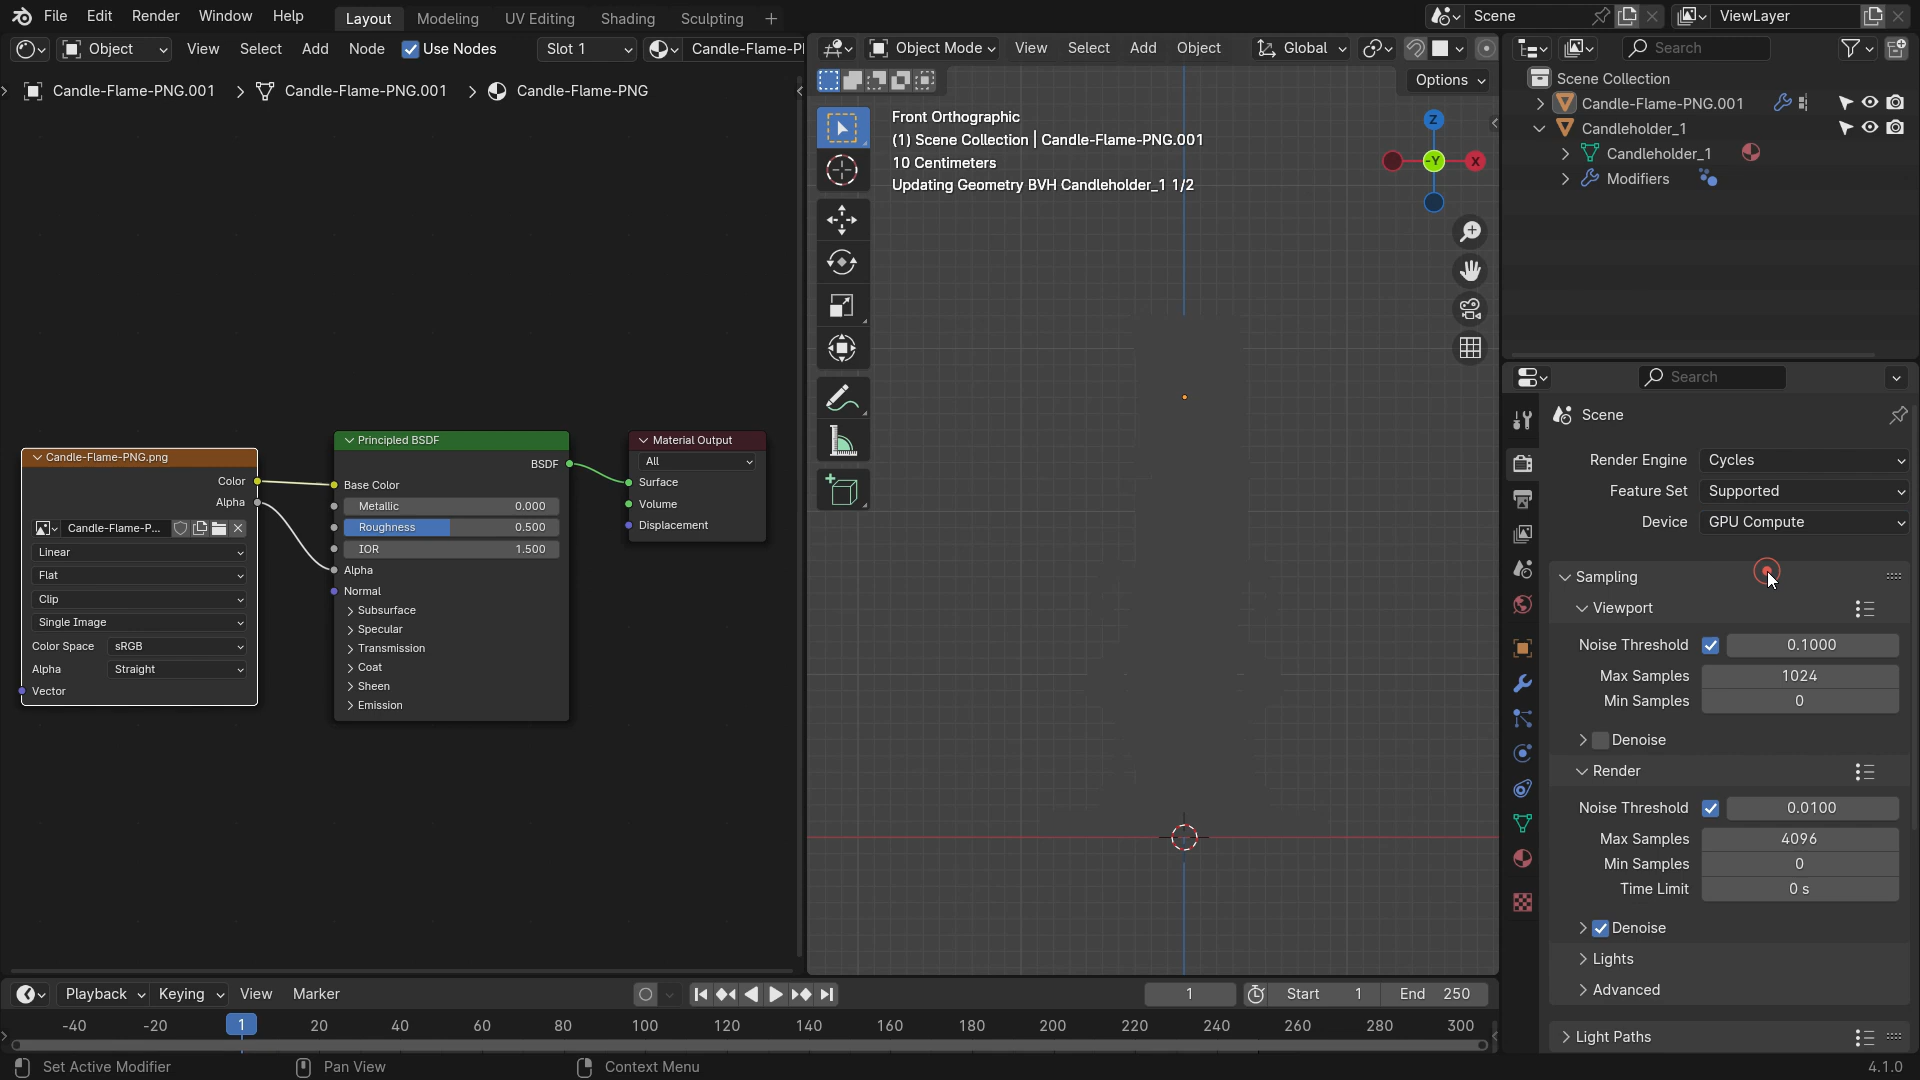 File Edit Render Window Help Layout Modeling UV Editing Shading Sculpting + Scene ViewLayer
Object View Select Add Node Use Nodes Slot 1 Candle-Flame-P
Object Mode View Select Add Object Global
Options
Search
Candle-Flame-PNG.001 Candle-Flame-PNG.001 Candle-Flame-PNG
Front Orthographic
(1) Scene Collection | Candle-Flame-PNG.001
10 Centimeters
Updating Geometry BVH Candleholder_1 1/2
Z
-Y
X
Scene Collection
Candle-Flame-PNG.001
Candleholder_1
Candleholder_1
Modifiers
Candle-Flame-PNG.png
Color
Alpha
Candle-Flame-P...
Linear
Flat
Clip
Single Image
Color Space sRGB
Alpha Straight
Vector
Principled BSDF
BSDF
Base Color
Metallic 0.000
Roughness 0.500
IOR 1.500
Alpha
Normal
Subsurface
Specular
Transmission
Coat
Sheen
Emission
Material Output
All
Surface
Volume
Displacement
Search
Scene
Render Engine Cycles
Feature Set Supported
Device GPU Compute
Sampling
Viewport
Noise Threshold 0.1000
Max Samples 1024
Min Samples 0
Denoise
Render
Noise Threshold 0.0100
Max Samples 4096
Min Samples 0
Time Limit 0 s
Denoise
Lights
Advanced
Light Paths
Playback Keying View Marker 1 Start 1 End 250
-40 -20 1 20 40 60 80 100 120 140 160 180 200 220 240 260 280 300
Set Active Modifier Pan View Context Menu 4.1.0